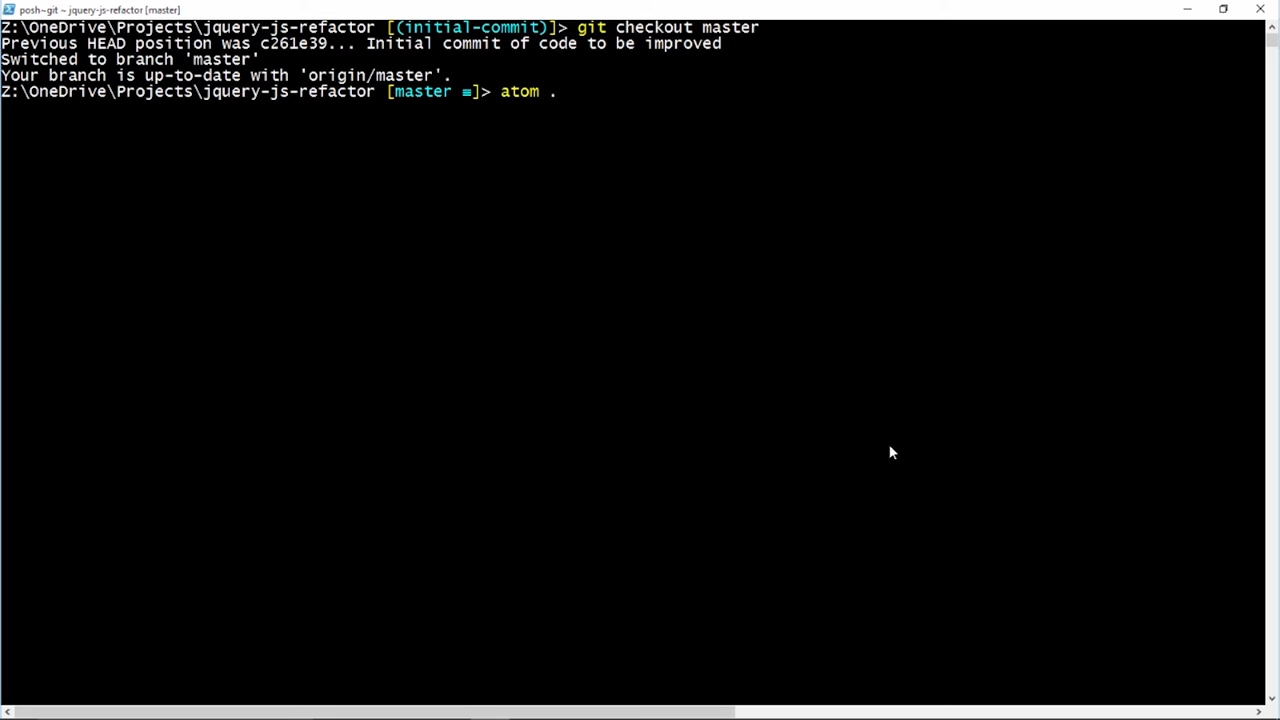 posh~git ~ jquery-js-refactor [master]
Z:\OneDrive\Projects\jquery-js-refactor [(initial-commit)]> git checkout master
Previous HEAD position was c261e39... Initial commit of code to be improved
Switched to branch 'master'
Your branch is up-to-date with 'origin/master'.
Z:\OneDrive\Projects\jquery-js-refactor [master ≡]> atom .